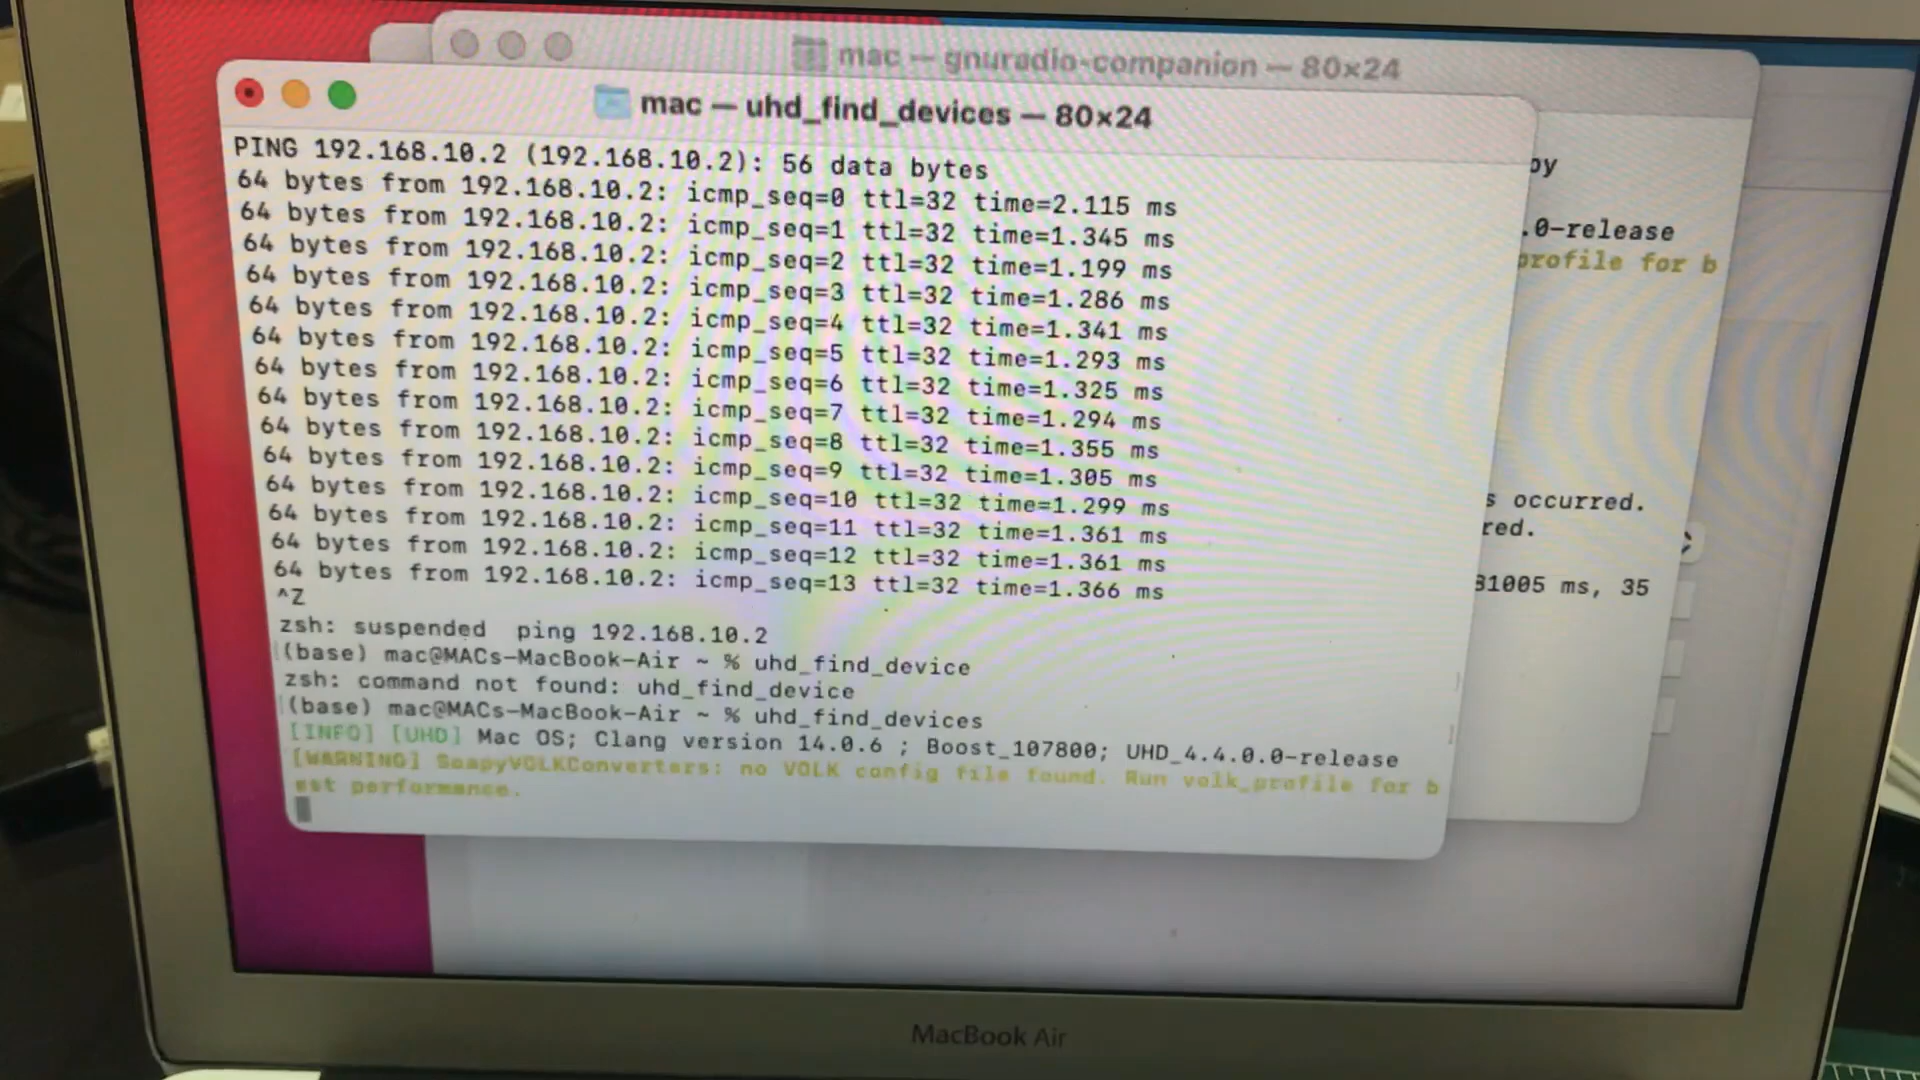 mac — gnuradio-companion — 80×24
mac — uhd_find_devices — 80×24
PING 192.168.10.2 (192.168.10.2): 56 data bytes
64 bytes from 192.168.10.2: icmp_seq=0 ttl=32 time=2.115 ms
64 bytes from 192.168.10.2: icmp_seq=1 ttl=32 time=1.345 ms
64 bytes from 192.168.10.2: icmp_seq=2 ttl=32 time=1.199 ms
64 bytes from 192.168.10.2: icmp_seq=3 ttl=32 time=1.286 ms
64 bytes from 192.168.10.2: icmp_seq=4 ttl=32 time=1.341 ms
64 bytes from 192.168.10.2: icmp_seq=5 ttl=32 time=1.293 ms
64 bytes from 192.168.10.2: icmp_seq=6 ttl=32 time=1.325 ms
64 bytes from 192.168.10.2: icmp_seq=7 ttl=32 time=1.294 ms
64 bytes from 192.168.10.2: icmp_seq=8 ttl=32 time=1.355 ms
64 bytes from 192.168.10.2: icmp_seq=9 ttl=32 time=1.305 ms
64 bytes from 192.168.10.2: icmp_seq=10 ttl=32 time=1.299 ms
64 bytes from 192.168.10.2: icmp_seq=11 ttl=32 time=1.361 ms
64 bytes from 192.168.10.2: icmp_seq=12 ttl=32 time=1.361 ms
64 bytes from 192.168.10.2: icmp_seq=13 ttl=32 time=1.366 ms
^Z
zsh: suspended  ping 192.168.10.2
(base) mac@MACs-MacBook-Air ~ % uhd_find_device
zsh: command not found: uhd_find_device
(base) mac@MACs-MacBook-Air ~ % uhd_find_devices
[INFO] [UHD] Mac OS; Clang version 14.0.6 ; Boost_107800; UHD_4.4.0.0-release
[WARNING] SoapyVOLKConverters: no VOLK config file found. Run volk_profile for b
est performance.
py
.0-release
profile for b
s occurred.
red.
31005 ms, 35
MacBook Air